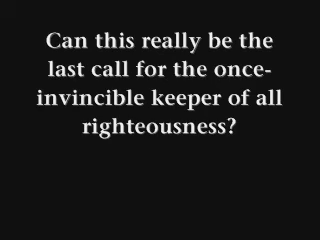 Can this really be the
last call for the once-
invincible keeper of all
righteousness?